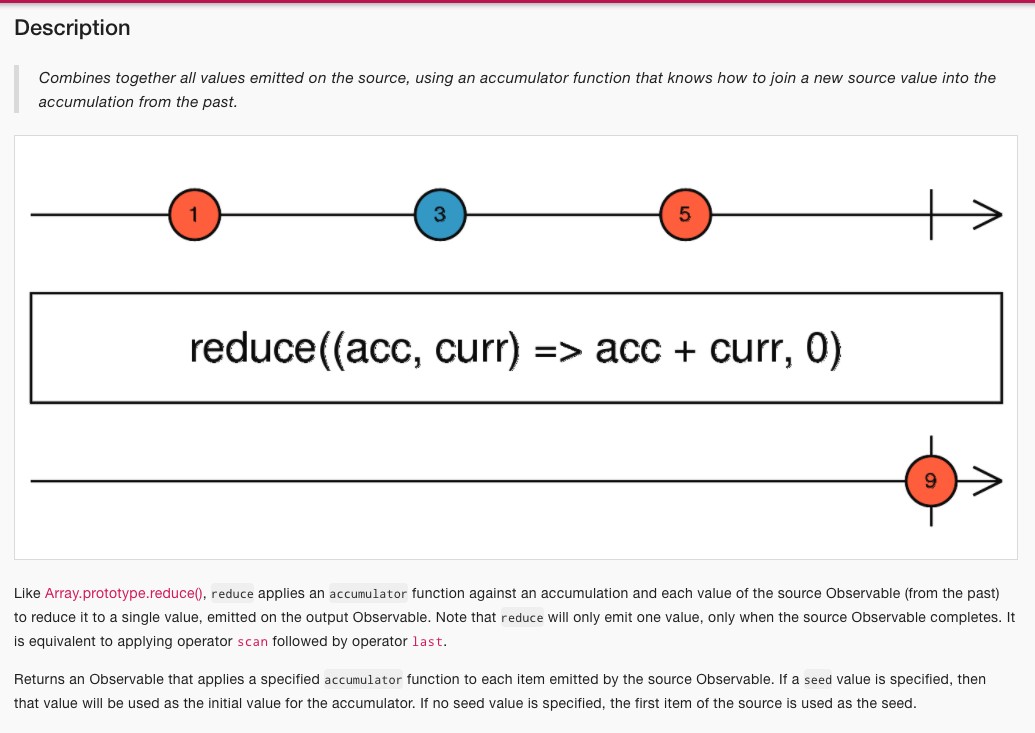 Description
Combines together all values emitted on the source, using an accumulator function that knows how to join a new source value into the
accumulation from the past.
1 3 5
reduce((acc, curr) => acc + curr, 0)
9
Like Array.prototype.reduce(), reduce applies an accumulator function against an accumulation and each value of the source Observable (from the past)
to reduce it to a single value, emitted on the output Observable. Note that reduce will only emit one value, only when the source Observable completes. It
is equivalent to applying operator scan followed by operator last.
Returns an Observable that applies a specified accumulator function to each item emitted by the source Observable. If a seed value is specified, then
that value will be used as the initial value for the accumulator. If no seed value is specified, the first item of the source is used as the seed.